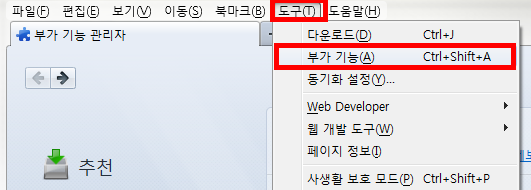 파일(F) 편집(E) 보기(V) 이동(S) 북마크(B) 도구(T) 도움말(H)
부가 기능 관리자
다운로드(D) Ctrl+J
부가 기능(A) Ctrl+Shift+A
동기화 설정(Y)...
Web Developer
웹 개발 도구(W)
페이지 정보(I)
사생활 보호 모드(P) Ctrl+Shift+P
추천